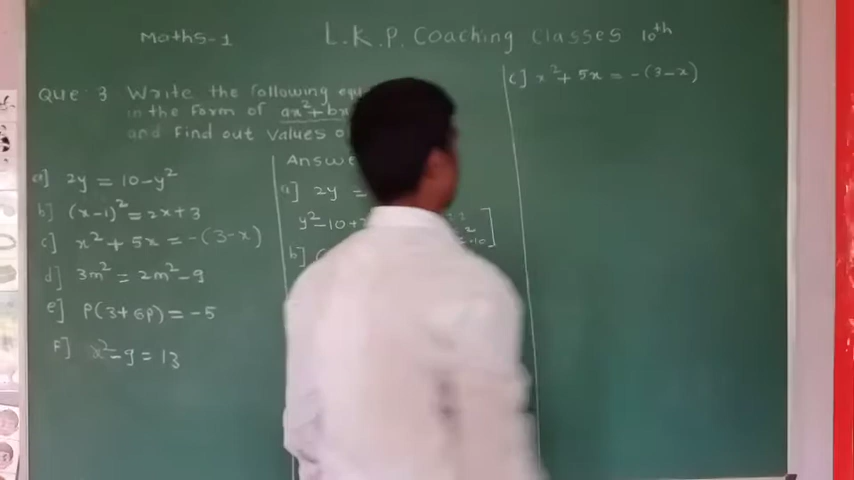 Maths-1
L.K.P. Coaching Classes 10th
Que: 3 Write the following
in the Form of ax²+bx
and Find out values
a] 2y = 10-y²
b] (x-1)² = 2x+3
c] x² + 5x = -(3-x)
d] 3m² = 2m²-9
e] P(3+6P) = -5
F] x²-9 = 13
a] 2y =
y²-10+
b]
c] x² + 5x = -(3-x)